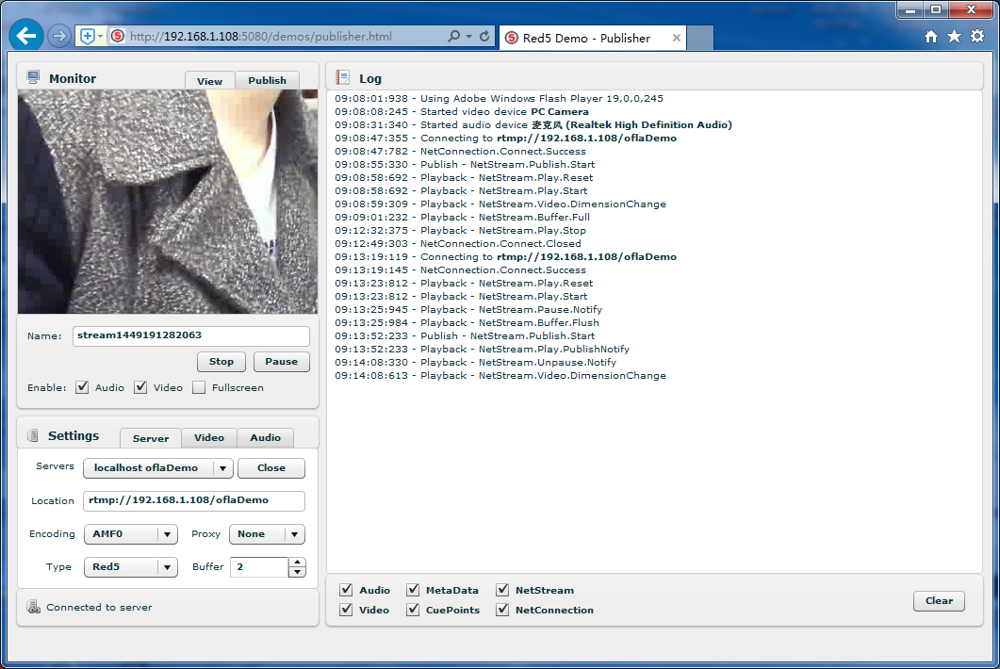 http://192.168.1.108:5080/demos/publisher.html
Red5 Demo - Publisher
Monitor
View
Publish
Name:
stream1449191282063
Stop
Pause
Enable:
Audio
Video
Fullscreen
Settings
Server
Video
Audio
Servers
localhost oflaDemo
Close
Location
rtmp://192.168.1.108/oflaDemo
Encoding
AMF0
Proxy
None
Type
Red5
Buffer
2
Connected to server
Log
09:08:01:938 - Using Adobe Windows Flash Player 19,0,0,245
09:08:08:245 - Started video device PC Camera
09:08:31:340 - Started audio device 麦克风 (Realtek High Definition Audio)
09:08:47:355 - Connecting to rtmp://192.168.1.108/oflaDemo
09:08:47:782 - NetConnection.Connect.Success
09:08:55:330 - Publish - NetStream.Publish.Start
09:08:58:692 - Playback - NetStream.Play.Reset
09:08:58:692 - Playback - NetStream.Play.Start
09:08:59:309 - Playback - NetStream.Video.DimensionChange
09:09:01:232 - Playback - NetStream.Buffer.Full
09:12:32:375 - Playback - NetStream.Play.Stop
09:12:49:303 - NetConnection.Connect.Closed
09:13:19:119 - Connecting to rtmp://192.168.1.108/oflaDemo
09:13:19:145 - NetConnection.Connect.Success
09:13:23:812 - Playback - NetStream.Play.Reset
09:13:23:812 - Playback - NetStream.Play.Start
09:13:25:945 - Playback - NetStream.Pause.Notify
09:13:25:984 - Playback - NetStream.Buffer.Flush
09:13:52:233 - Publish - NetStream.Publish.Start
09:13:52:233 - Playback - NetStream.Play.PublishNotify
09:14:08:330 - Playback - NetStream.Unpause.Notify
09:14:08:613 - Playback - NetStream.Video.DimensionChange
Audio
MetaData
NetStream
Video
CuePoints
NetConnection
Clear